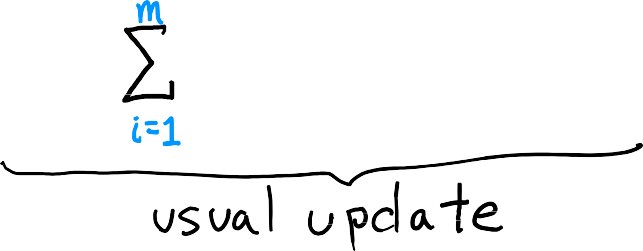 m
∑
i=1
usual update